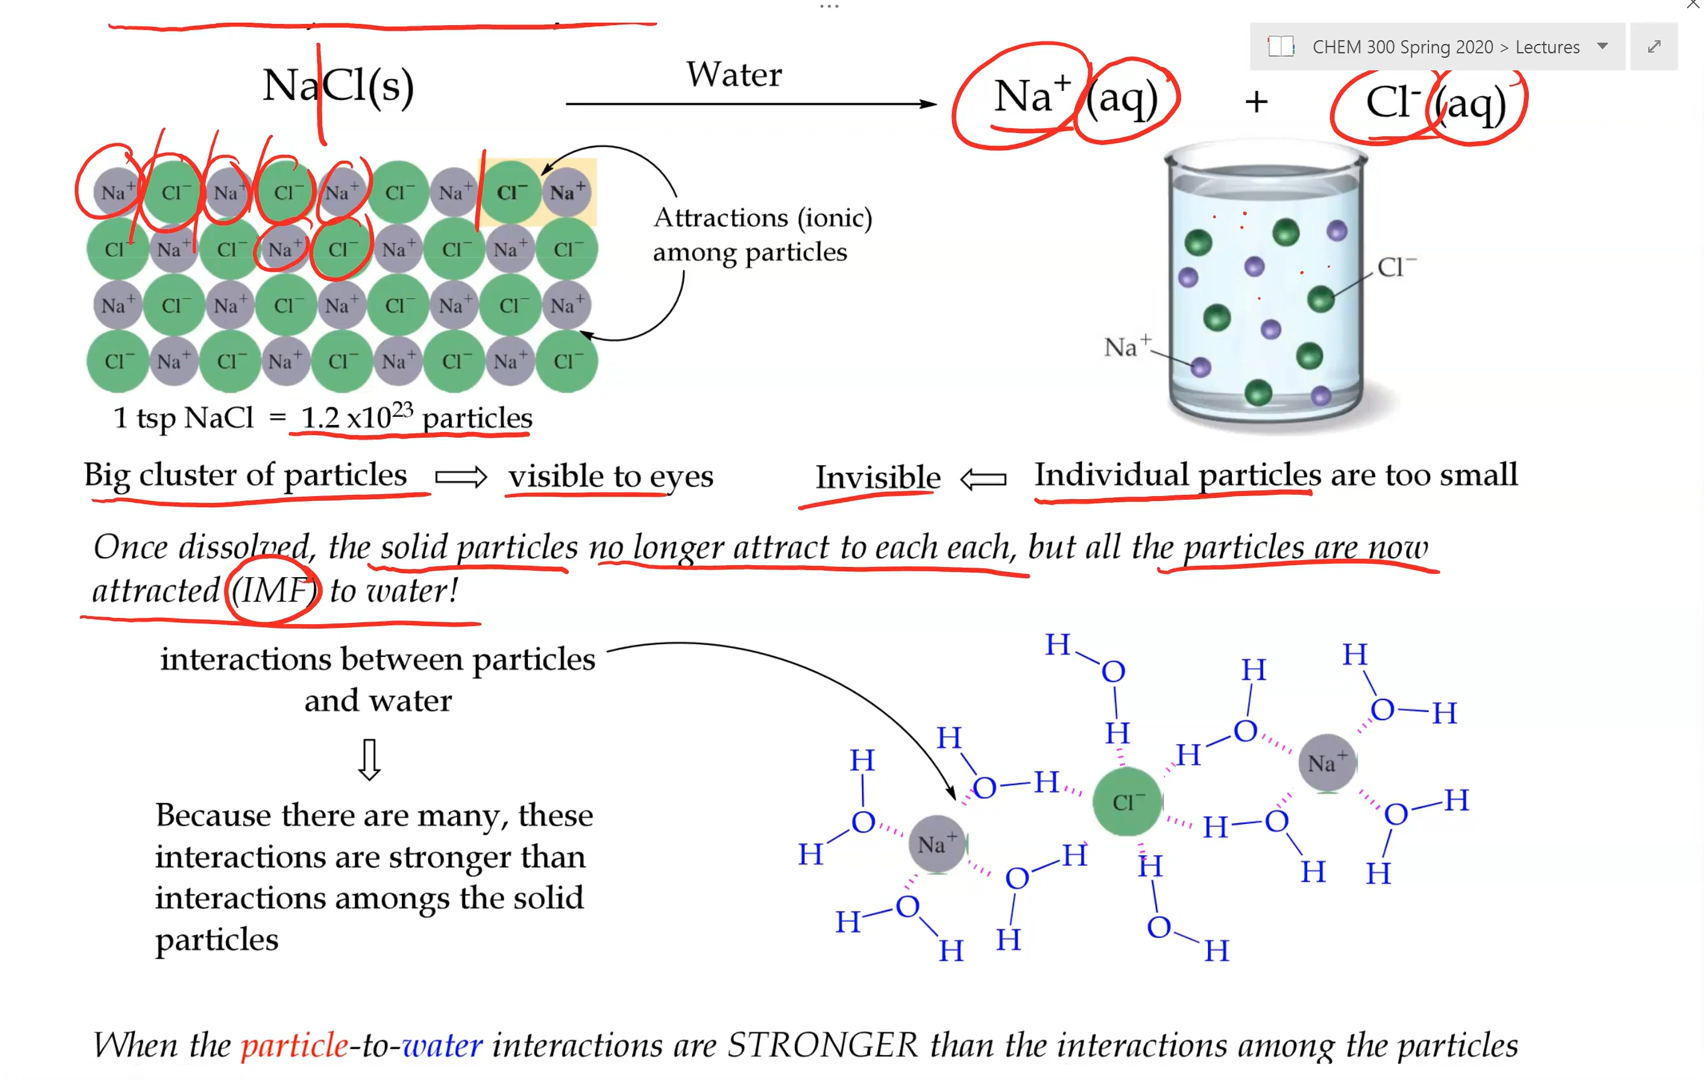 CHEM 300 Spring 2020 > Lectures
NaCl(s)
Water
Na⁺ (aq) + Cl⁻ (aq)
Na⁺ Cl⁻ Na⁺ Cl⁻ Na⁺ Cl⁻ Na⁺ Cl⁻ Na⁺
Cl⁻ Na⁺ Cl⁻ Na⁺ Cl⁻ Na⁺ Cl⁻ Na⁺ Cl⁻
Na⁺ Cl⁻ Na⁺ Cl⁻ Na⁺ Cl⁻ Na⁺ Cl⁻ Na⁺
Cl⁻ Na⁺ Cl⁻ Na⁺ Cl⁻ Na⁺ Cl⁻ Na⁺ Cl⁻
Attractions (ionic)
among particles
Cl⁻
Na⁺
1 tsp NaCl = 1.2 x10²³ particles
Big cluster of particles ⇨ visible to eyes
Invisible ⇦ Individual particles are too small
Once dissolved, the solid particles no longer attract to each each, but all the particles are now
attracted (IMF) to water!
interactions between particles
and water
Because there are many, these
interactions are stronger than
interactions amongs the solid
particles
H
O
H
H
O
H
H
O
H
H
O
H
Na⁺
H
O
H
Cl⁻
H
O
H
H
O
H
H
O
H
Na⁺
H
O
H
H
O
H
When the particle-to-water interactions are STRONGER than the interactions among the particles